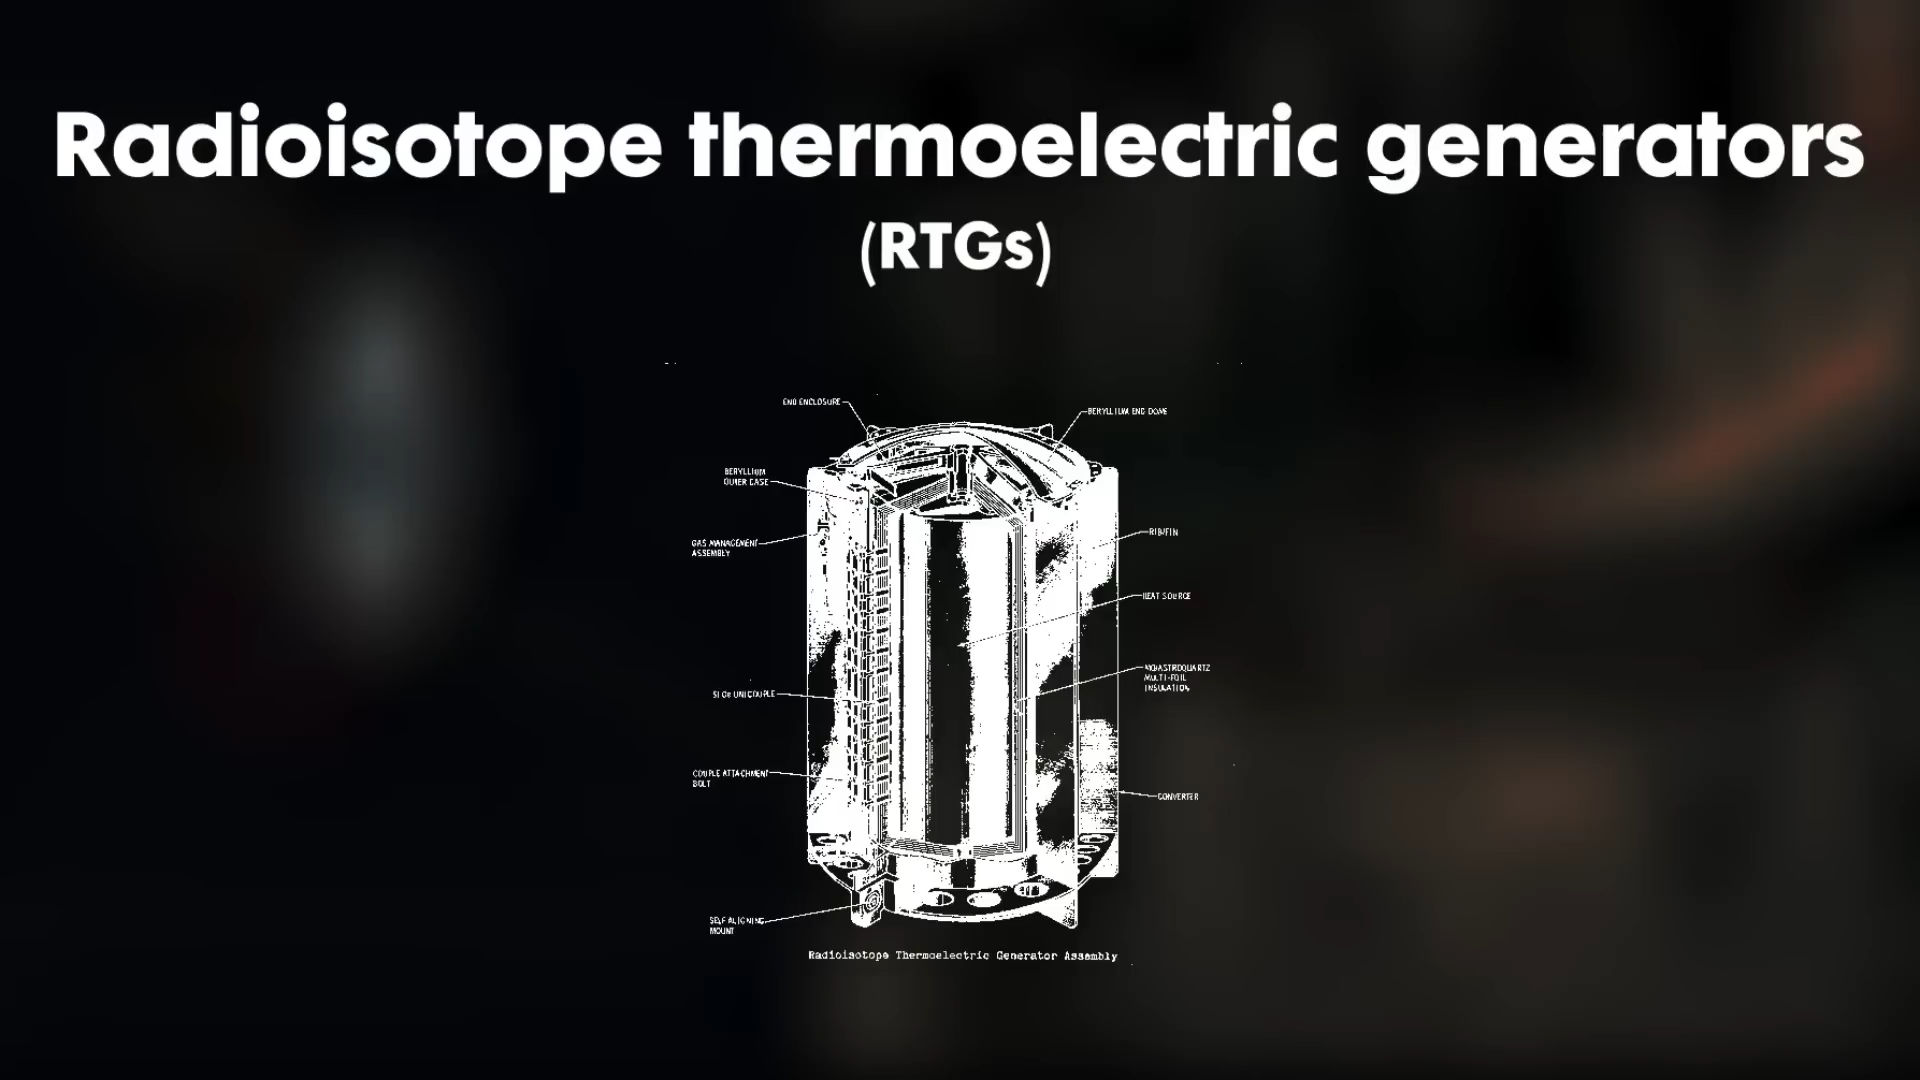 Radioisotope thermoelectric generators
(RTGs)
END ENCLOSURE
BERYLLIUM END DOME
BERYLLIUM
OUTER CASE
GAS MANAGEMENT
ASSEMBLY
RIB/FIN
HEAT SOURCE
MULTI-FOIL
INSULATION
UNICOUPLE
COUPLE ATTACHMENT
BOLT
CONVERTER
SELF ALIGNING
MOUNT
Radioisotope Thermoelectric Generator Assembly